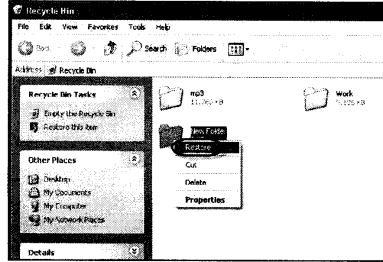 Recycle Bin
File Edit View Favorites Tools Help
Back Search Folders
Address Recycle Bin
Recycle Bin Tasks
Empty the Recycle Bin
Restore this item
Other Places
Desktop
My Documents
My Computer
My Network Places
Details
mp3
Work
New Folder
Restore
Cut
Delete
Properties